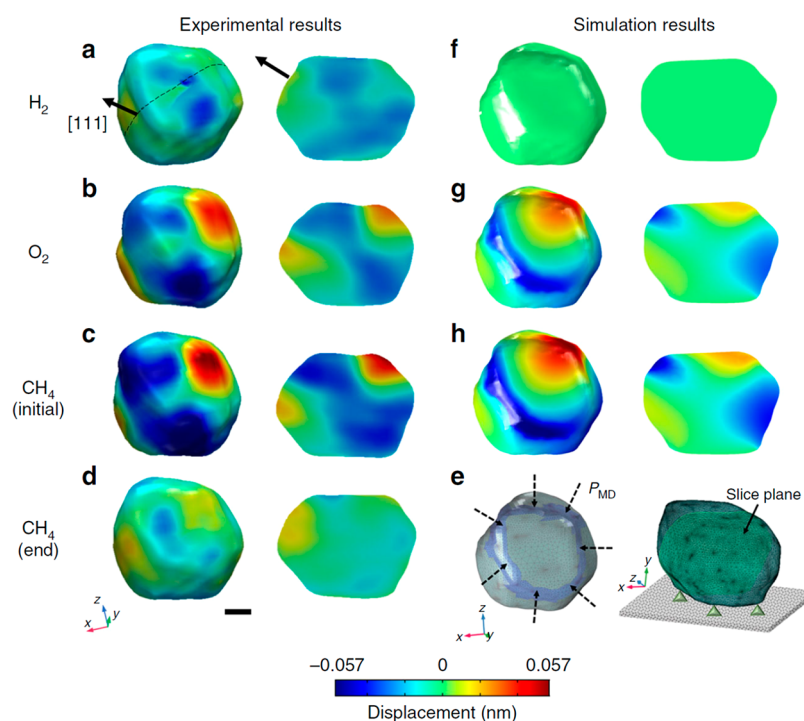 Experimental results
Simulation results
a
f
H2
[111]
b
g
O2
c
h
CH4
(initial)
d
e
PMD
Slice plane
CH4
(end)
z
y
x
z
y
x
y
z
x
−0.057
0
0.057
Displacement (nm)